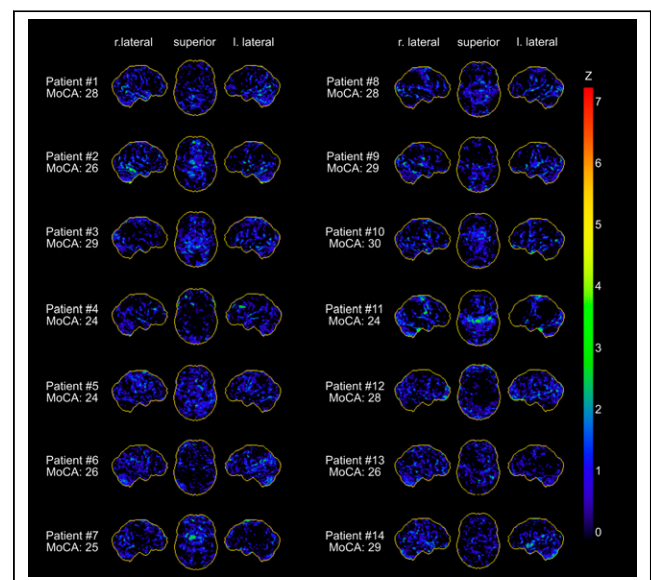 r.lateral superior l. lateral
r. lateral superior l. lateral
Patient #1
MoCA: 28
Patient #2
MoCA: 26
Patient #3
MoCA: 29
Patient #4
MoCA: 24
Patient #5
MoCA: 24
Patient #6
MoCA: 26
Patient #7
MoCA: 25
Patient #8
MoCA: 28
Patient #9
MoCA: 29
Patient #10
MoCA: 30
Patient #11
MoCA: 24
Patient #12
MoCA: 28
Patient #13
MoCA: 26
Patient #14
MoCA: 29
Z
7
6
5
4
3
2
1
0